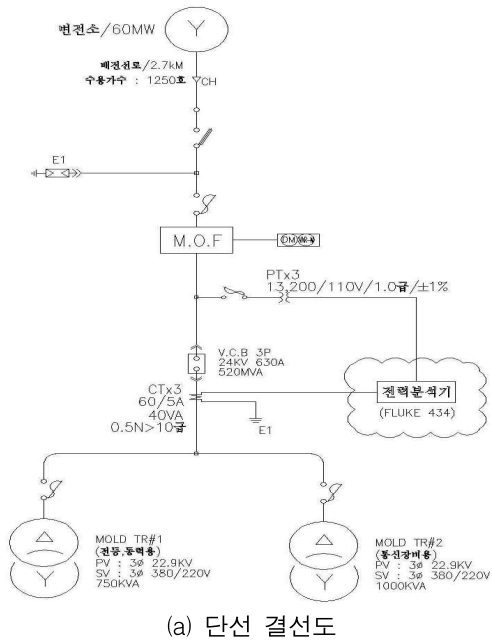 변전소/60MW
Y
배전선로/2.7kM
수용가수 : 1250호
CH
E1
M.O.F
PTx3
13,200/110V/1.0급/±1%
V.C.B 3P
24KV 630A
520MVA
CTx3
60/5A
40VA
0.5N>10급
E1
전력분석기
(FLUKE 434)
MOLD TR#1
(전등,동력용)
PV : 3ø 22.9KV
SV : 3ø 380/220V
750KVA
Y
MOLD TR#2
(통신장비용)
PV : 3ø 22.9KV
SV : 3ø 380/220V
1000KVA
Y
(a) 단선 결선도